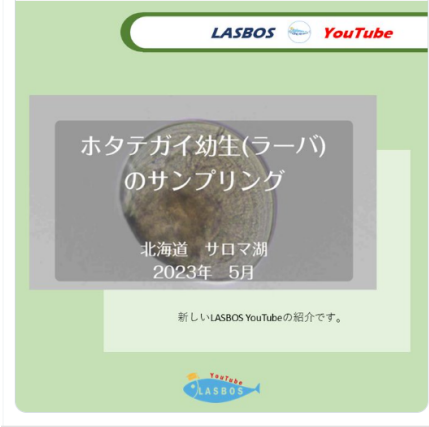 LASBOS YouTube
ホタテガイ幼生(ラーバ)
のサンプリング
北海道 サロマ湖
2023年 5月
新しいLASBOS YouTubeの紹介です。
YouTube
LASBOS